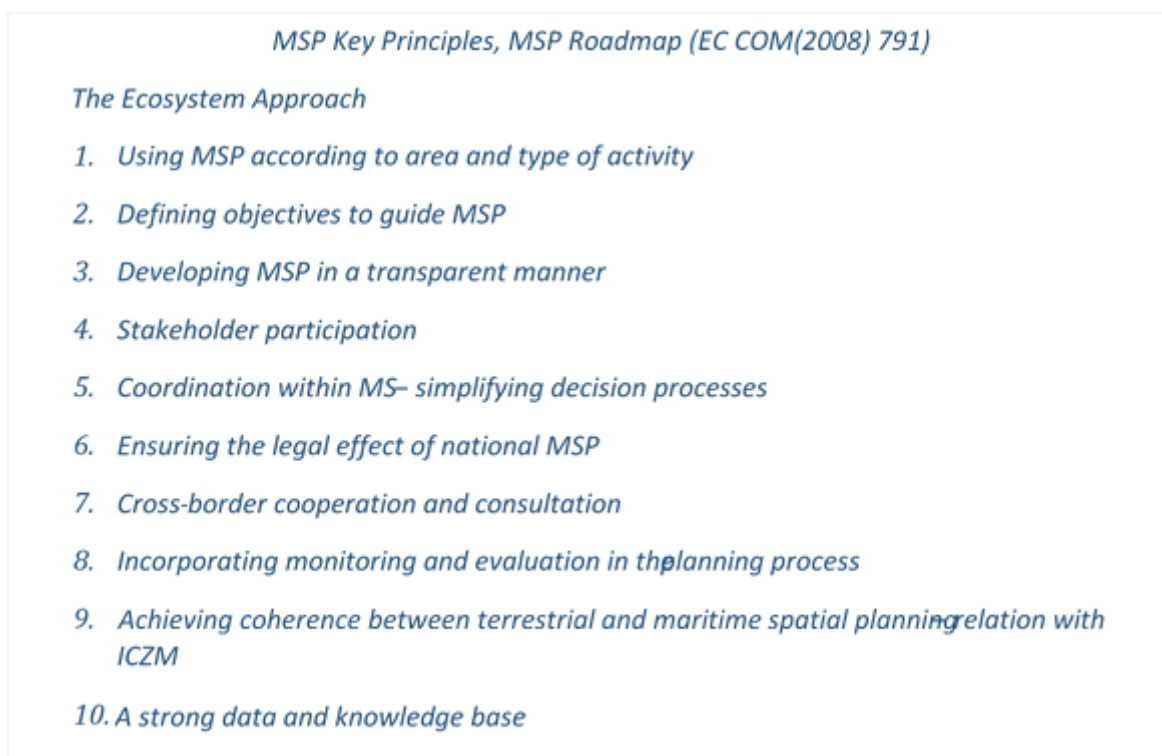 MSP Key Principles, MSP Roadmap (EC COM(2008) 791)
The Ecosystem Approach
1. Using MSP according to area and type of activity
2. Defining objectives to guide MSP
3. Developing MSP in a transparent manner
4. Stakeholder participation
5. Coordination within MS– simplifying decision processes
6. Ensuring the legal effect of national MSP
7. Cross-border cooperation and consultation
8. Incorporating monitoring and evaluation in the planning process
9. Achieving coherence between terrestrial and maritime spatial planning – relation with
ICZM
10. A strong data and knowledge base